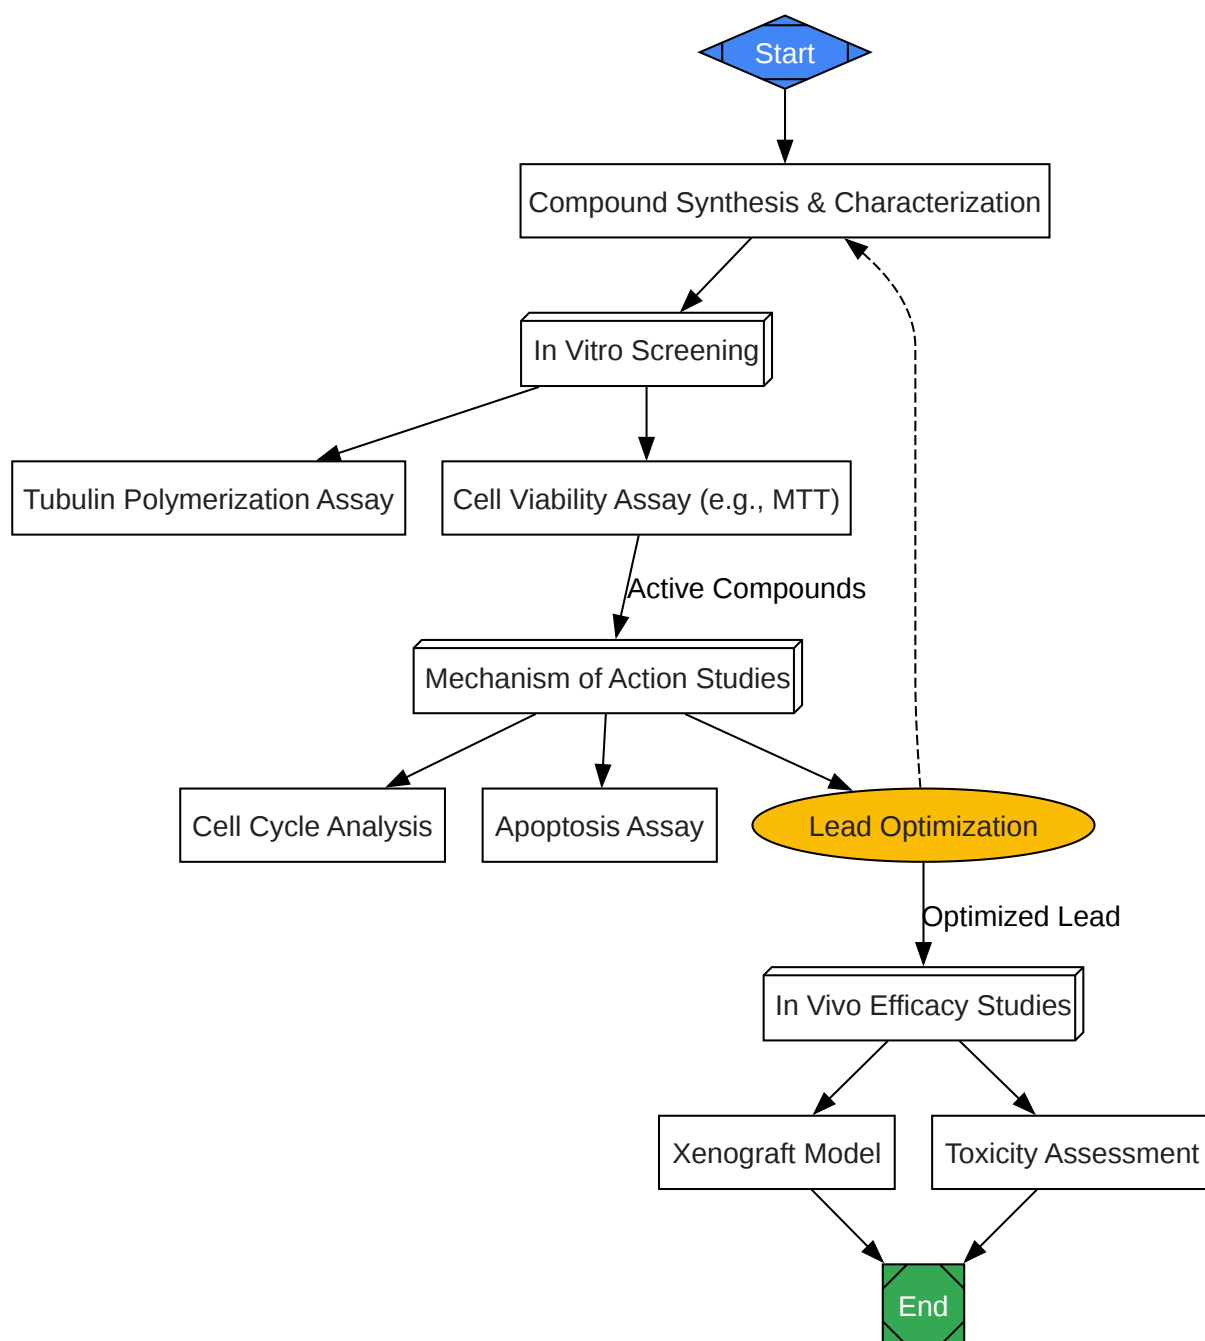 Start
Compound Synthesis & Characterization
In Vitro Screening
Tubulin Polymerization Assay
Cell Viability Assay (e.g., MTT)
Active Compounds
Mechanism of Action Studies
Cell Cycle Analysis
Apoptosis Assay
Lead Optimization
Optimized Lead
In Vivo Efficacy Studies
Xenograft Model
Toxicity Assessment
End